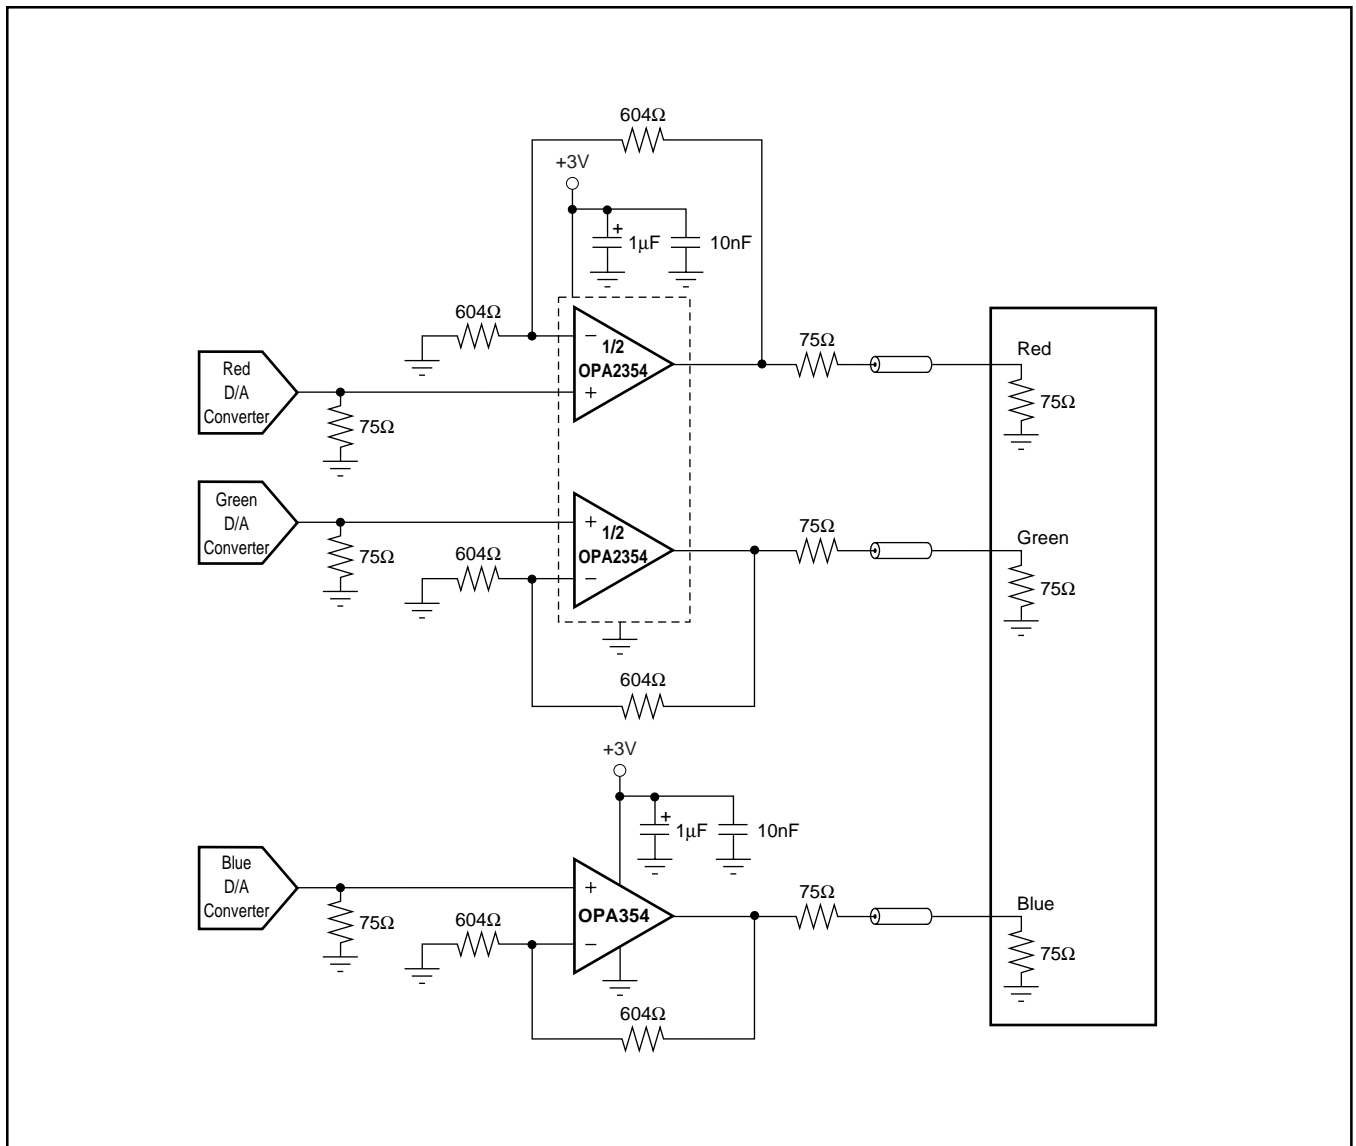 604Ω
+3V
+
1μF
10nF
604Ω
−
1/2
OPA2354
+
75Ω
Red
75Ω
Red
D/A
Converter
75Ω
Green
D/A
Converter
75Ω
+
1/2
OPA2354
−
604Ω
75Ω
Green
75Ω
604Ω
+3V
+
1μF
10nF
Blue
D/A
Converter
75Ω
+
OPA354
−
604Ω
75Ω
Blue
75Ω
604Ω